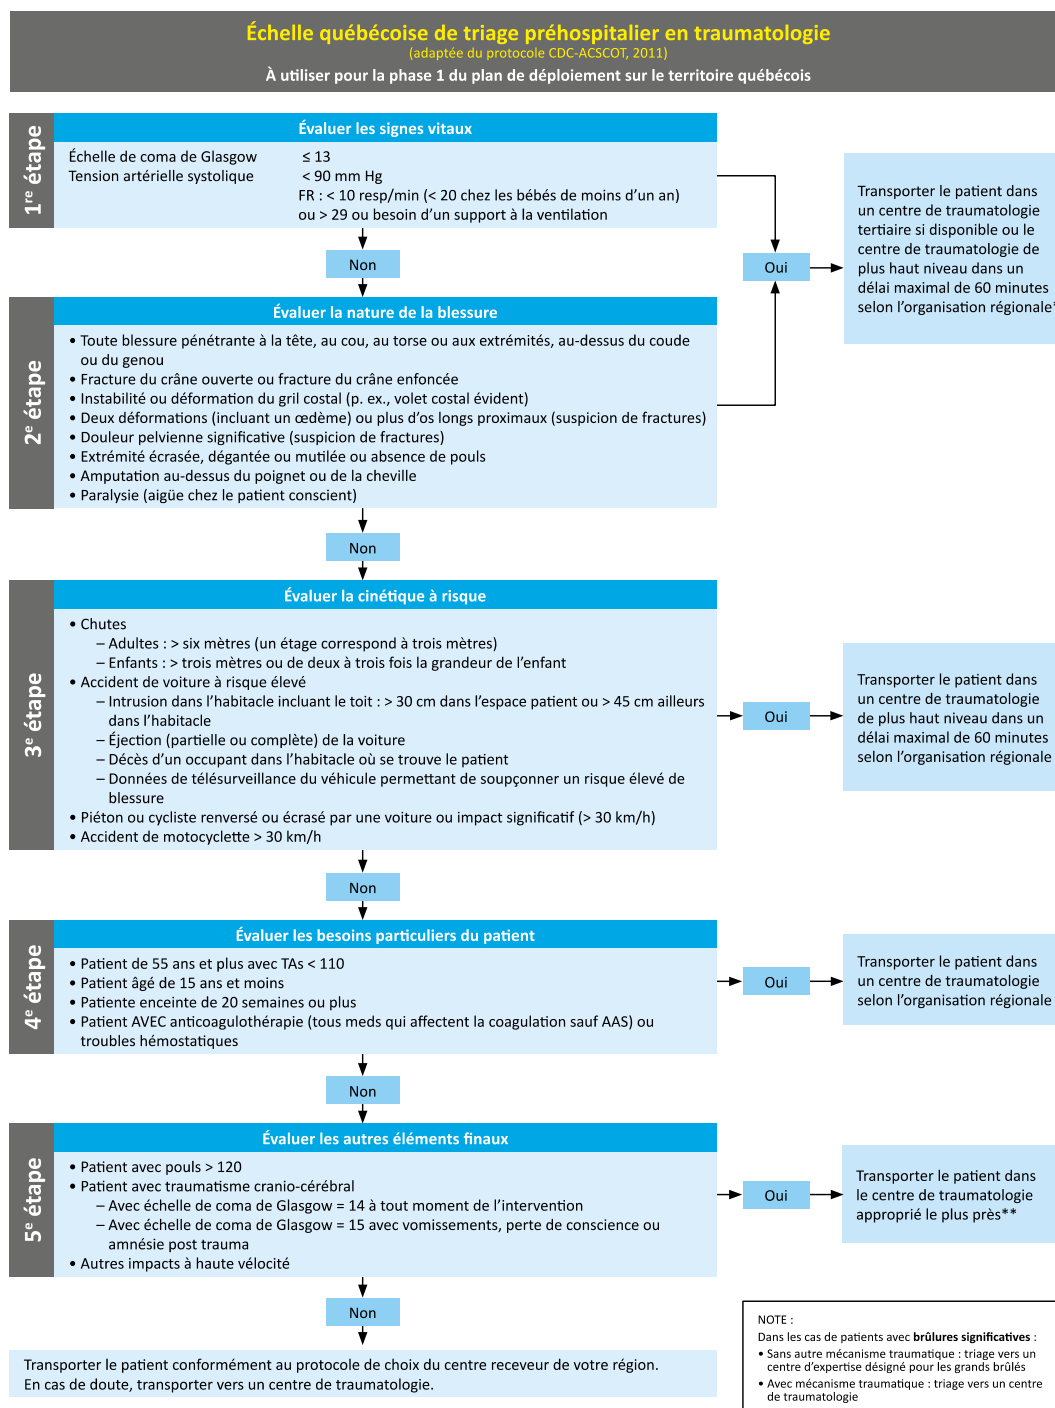 Échelle québécoise de triage préhospitalier en traumatologie
(adaptée du protocole CDC-ACSCOT, 2011)
À utiliser pour la phase 1 du plan de déploiement sur le territoire québécois
1re étape
Évaluer les signes vitaux
Échelle de coma de Glasgow ≤ 13
Tension artérielle systolique < 90 mm Hg
FR : < 10 resp/min (< 20 chez les bébés de moins d’un an)
ou > 29 ou besoin d’un support à la ventilation
Oui
Transporter le patient dans
un centre de traumatologie
tertiaire si disponible ou le
centre de traumatologie de
plus haut niveau dans un
délai maximal de 60 minutes
selon l’organisation régionale*
Non
2e étape
Évaluer la nature de la blessure
• Toute blessure pénétrante à la tête, au cou, au torse ou aux extrémités, au-dessus du coude
ou du genou
• Fracture du crâne ouverte ou fracture du crâne enfoncée
• Instabilité ou déformation du gril costal (p. ex., volet costal évident)
• Deux déformations (incluant un œdème) ou plus d’os longs proximaux (suspicion de fractures)
• Douleur pelvienne significative (suspicion de fractures)
• Extrémité écrasée, dégantée ou mutilée ou absence de pouls
• Amputation au-dessus du poignet ou de la cheville
• Paralysie (aigüe chez le patient conscient)
Non
3e étape
Évaluer la cinétique à risque
• Chutes
– Adultes : > six mètres (un étage correspond à trois mètres)
– Enfants : > trois mètres ou de deux à trois fois la grandeur de l’enfant
• Accident de voiture à risque élevé
– Intrusion dans l’habitacle incluant le toit : > 30 cm dans l’espace patient ou > 45 cm ailleurs
dans l’habitacle
– Éjection (partielle ou complète) de la voiture
– Décès d’un occupant dans l’habitacle où se trouve le patient
– Données de télésurveillance du véhicule permettant de soupçonner un risque élevé de
blessure
• Piéton ou cycliste renversé ou écrasé par une voiture ou impact significatif (> 30 km/h)
• Accident de motocyclette > 30 km/h
Oui
Transporter le patient dans
un centre de traumatologie
de plus haut niveau dans un
délai maximal de 60 minutes
selon l’organisation régionale
Non
4e étape
Évaluer les besoins particuliers du patient
• Patient de 55 ans et plus avec TAs < 110
• Patient âgé de 15 ans et moins
• Patiente enceinte de 20 semaines ou plus
• Patient AVEC anticoagulothérapie (tous meds qui affectent la coagulation sauf AAS) ou
troubles hémostatiques
Oui
Transporter le patient dans
un centre de traumatologie
selon l’organisation régionale
Non
5e étape
Évaluer les autres éléments finaux
• Patient avec pouls > 120
• Patient avec traumatisme cranio-cérébral
– Avec échelle de coma de Glasgow = 14 à tout moment de l’intervention
– Avec échelle de coma de Glasgow = 15 avec vomissements, perte de conscience ou
amnésie post trauma
• Autres impacts à haute vélocité
Oui
Transporter le patient dans
le centre de traumatologie
approprié le plus près**
Non
Transporter le patient conformément au protocole de choix du centre receveur de votre région.
En cas de doute, transporter vers un centre de traumatologie.
NOTE :
Dans les cas de patients avec brûlures significatives :
• Sans autre mécanisme traumatique : triage vers un
centre d’expertise désigné pour les grands brûlés
• Avec mécanisme traumatique : triage vers un centre
de traumatologie